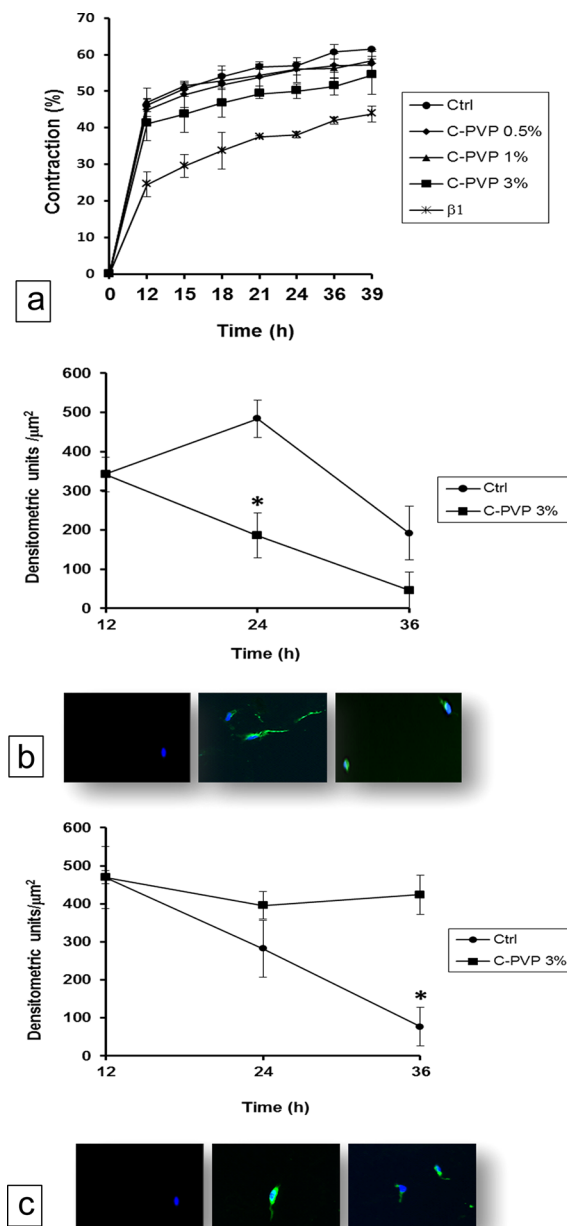 70
60
50
40
30
20
10
0
Contraction (%)
0 12 15 18 21 24 36 39
Time (h)
Ctrl
C-PVP 0.5%
C-PVP 1%
C-PVP 3%
β1
a
600
500
400
300
200
100
0
Densitometric units /µm²
*
12 24 36
Time (h)
Ctrl
C-PVP 3%
b
600
500
400
300
200
100
0
Densitometric units/µm²
*
12 24 36
Time (h)
Ctrl
C-PVP 3%
c